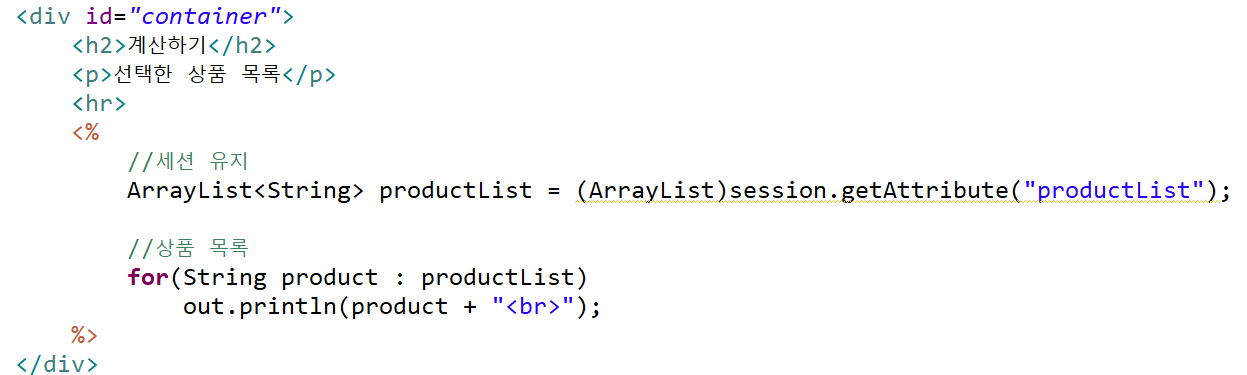 <div id="container">
<h2>계산하기</h2>
<p>선택한 상품 목록</p>
<hr>
<%
//세션 유지
ArrayList<String> productList = (ArrayList)session.getAttribute("productList");
//상품 목록
for(String product : productList)
out.println(product + "<br>");
%>
</div>